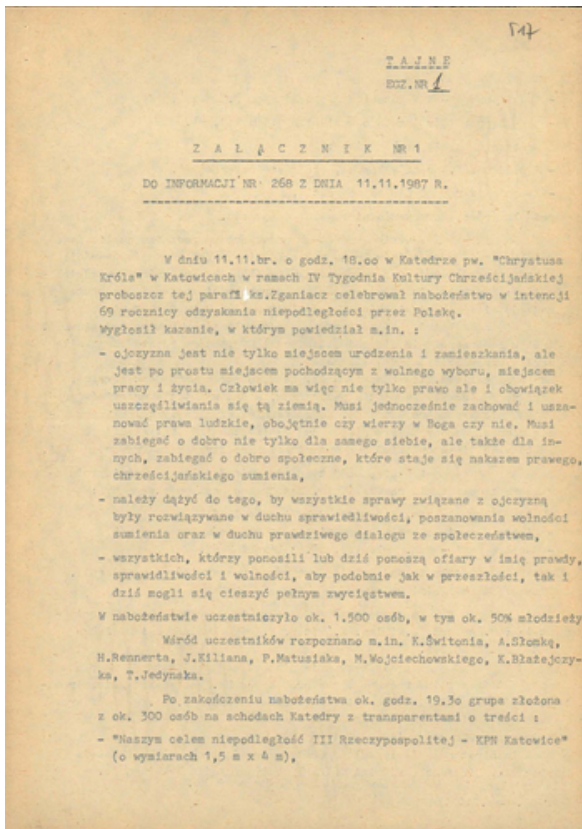 517
T A J N E
EGZ.NR 1
Z A Ł Ą C Z N I K NR 1
DO INFORMACJI NR 268 Z DNIA 11.11.1987 R.
V dniu 11.11.br. o godz. 18.oo w Katedrze pw. "Chrystusa
Króla" w Katowicach w ramach IV Tygodnia Kultury Chrześcijańskiej
proboszcz tej parafi ks.Zganiacz celebrował nabożeństwo w intencji
69 rocznicy odzyskania niepodległości przez Polskę.
Wygłosił kazanie, w którym powiedział m.in. :
- ojczyzna jest nie tylko miejscem urodzenia i zamieszkania, ale
jest po prostu miejscem pochodzącym z wolnego wyboru, miejscem
pracy i życia. Człowiek ma więc nie tylko prawo ale i obowiązek
uszczęśliwiania się tą ziemią. Musi jednocześnie zachować i usza-
nować prawa ludzkie, obojętnie czy wierzy w Boga czy nie. Musi
zabiegać o dobro nie tylko dla samego siebie, ale także dla in-
nych, zabiegać o dobro społeczne, które staje się nakazem prawego,
chrześcijańskiego sumienia,
- należy dążyć do tego, by wszystkie sprawy związane z ojczyzną
były rozwiązywane w duchu sprawiedliwości, poszanowania wolności
sumienia oraz w duchu prawdziwego dialogu ze społeczeństwem,
- wszystkich, którzy ponosili lub dziś ponoszą ofiary w imię prawdy,
sprawidliwości i wolności, aby podobnie jak w przeszłości, tak i
dziś mogli się cieszyć pełnym zwycięstwem.
W nabożeństwie uczestniczyło ok. 1.500 osób, w tym ok. 50% młodzieży
Wśród uczestników rozpoznano m.in. K.Świtonia, A.Słomkę,
H.Rennerta, J.Kiliana, P.Matusiaka, M.Wojciechowskiego, K.Błażejczy-
ka, T.Jedynaka.
Po zakończeniu nabożeństwa ok. godz. 19.3o grupa złożona
z ok. 300 osób na schodach Katedry z transparentami o treści :
- "Naszym celem niepodległość III Rzeczypospolitej - KPN Katowice"
(o wymiarach 1,5 m x 4 m),